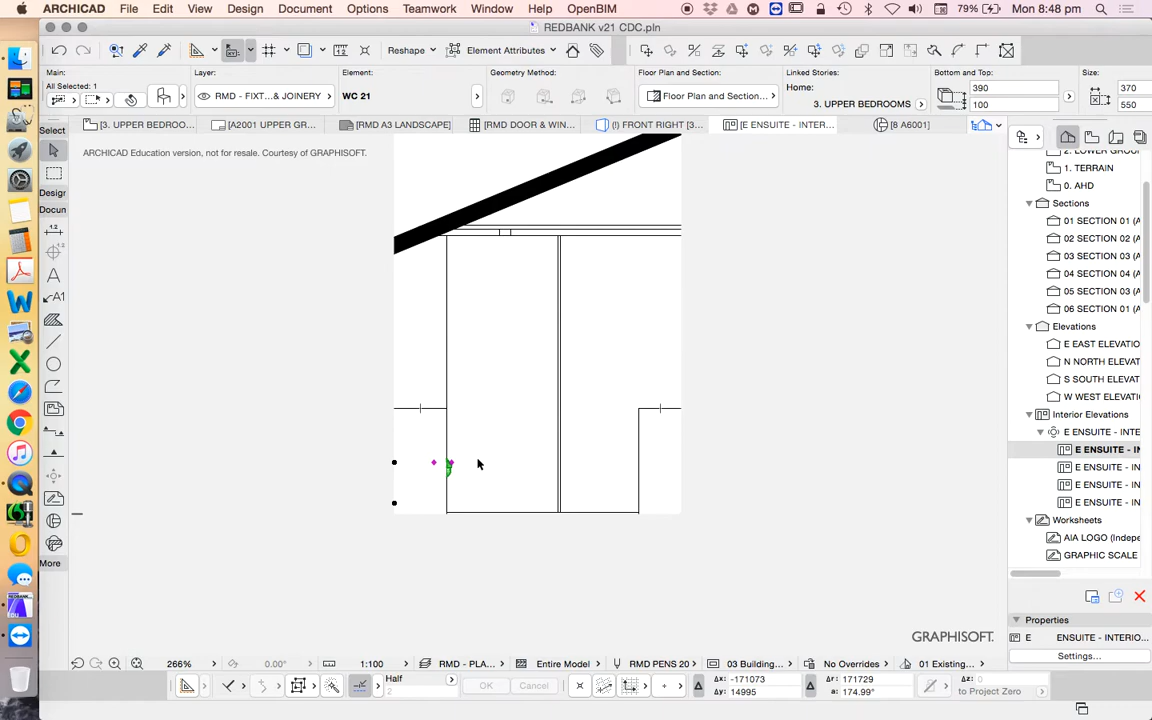 ARCHICAD File Edit View Design Document Options Teamwork Window Help OpenBIM 79% Mon 8:48 pm
REDBANK v21 CDC.pln
Reshape Element Attributes
Main: Layer: Element: Geometry Method: Floor Plan and Section: Linked Stories: Bottom and Top: Size:
All Selected: 1 RMD - FIXT...& JOINERY WC 21 Floor Plan and Section... Home: 3. UPPER BEDROOMS 390 100 370 550
Select [3. UPPER BEDROO... [A2001 UPPER GR... [RMD A3 LANDSCAPE] [RMD DOOR & WIN... (!) FRONT RIGHT [3... [E ENSUITE - INTER... [8 A6001]
ARCHICAD Education version, not for resale. Courtesy of GRAPHISOFT.
Design
Docun
A1
More
1. TERRAIN
0. AHD
Sections
01 SECTION 01 (A
02 SECTION 02 (A
03 SECTION 03 (A
04 SECTION 04 (A
05 SECTION 03 (A
06 SECTION 01 (A
Elevations
E EAST ELEVATIO
N NORTH ELEVAT
S SOUTH ELEVAT
W WEST ELEVATIO
Interior Elevations
E ENSUITE - INTE
E ENSUITE - IN
E ENSUITE - IN
E ENSUITE - IN
E ENSUITE - IN
Worksheets
AIA LOGO (Indepe
GRAPHIC SCALE
Properties
E ENSUITE - INTERIO...
Settings...
GRAPHISOFT.
266% 0.00° 1:100 RMD - PLA... Entire Model RMD PENS 20 03 Building... No Overrides 01 Existing...
Half 2 OK Cancel Δx: -171073 Δy: 14995 Δr: 171729 a: 174.99° Δz: 0 to Project Zero